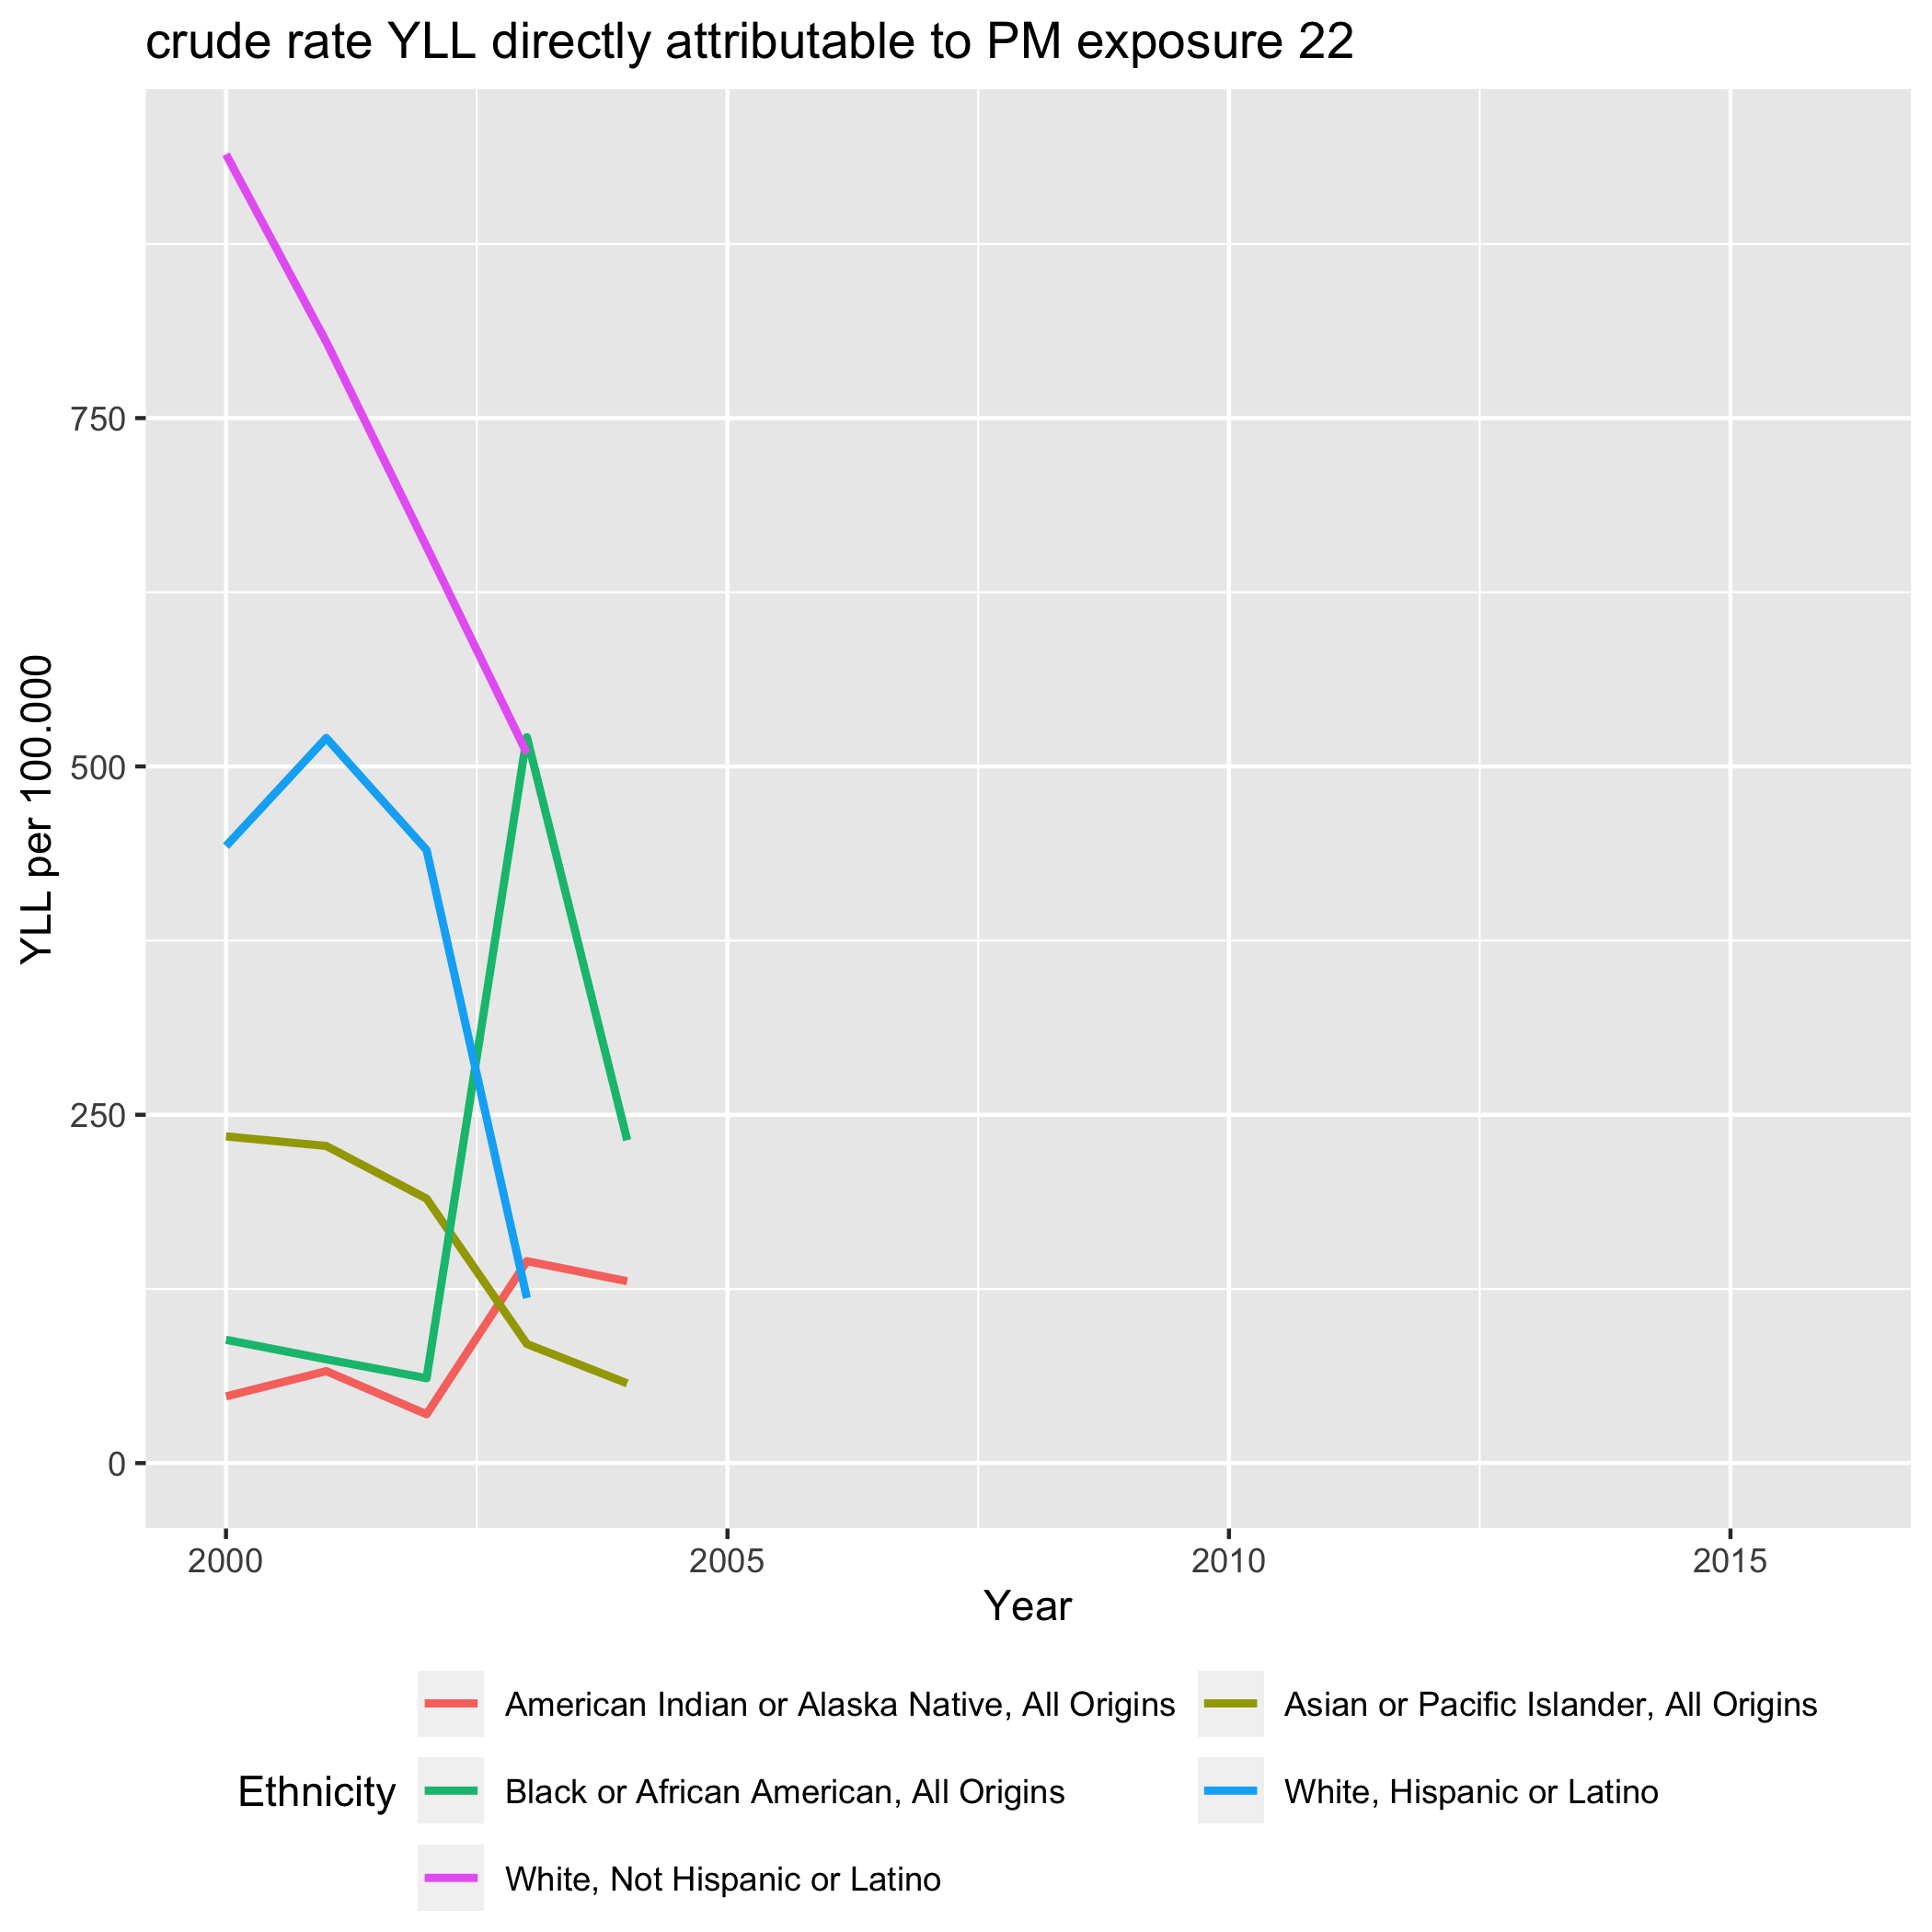 crude rate YLL directly attributable to PM exposure 22
YLL per 100.000
750
500
250
0
2000 2005 2010 2015
Year
Ethnicity
American Indian or Alaska Native, All Origins
Asian or Pacific Islander, All Origins
Black or African American, All Origins
White, Hispanic or Latino
White, Not Hispanic or Latino